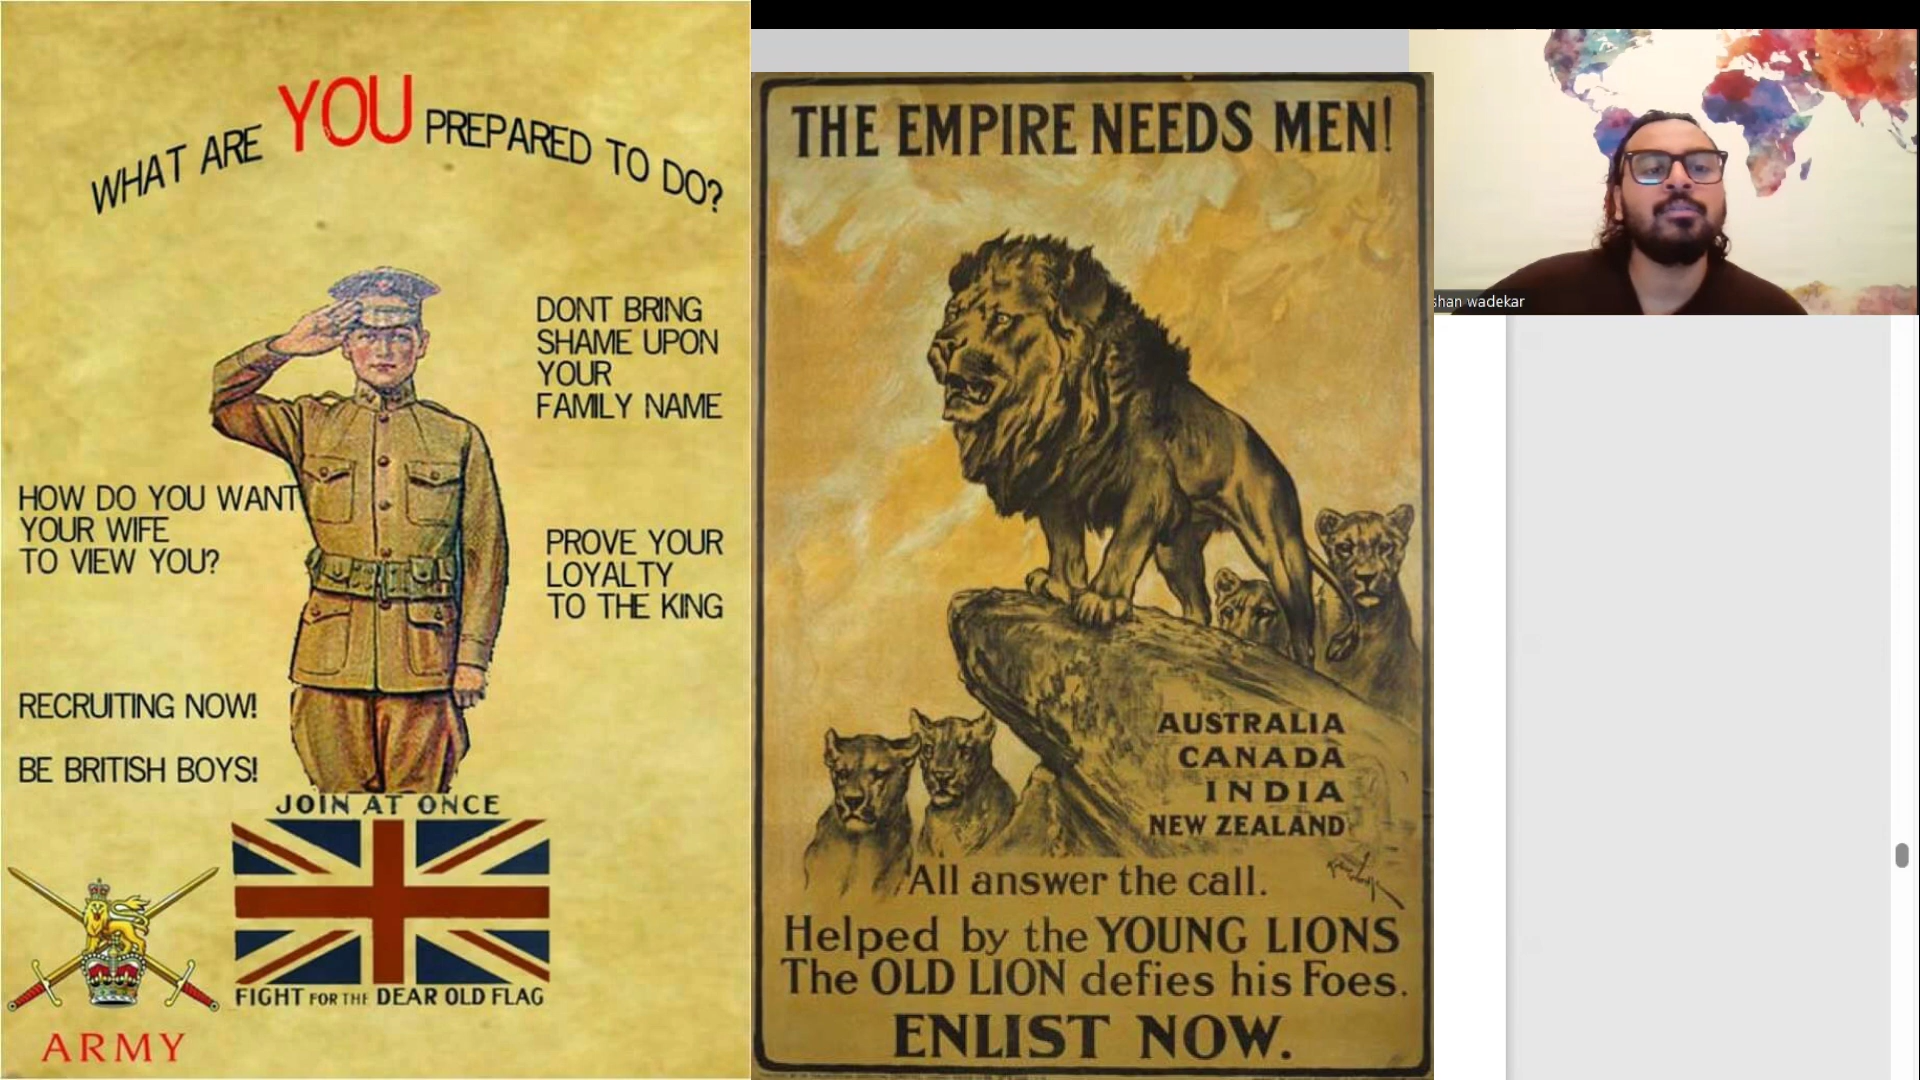 WHAT ARE YOU PREPARED TO DO?
DONT BRING
SHAME UPON
YOUR
FAMILY NAME
HOW DO YOU WANT
YOUR WIFE
TO VIEW YOU?
PROVE YOUR
LOYALTY
TO THE KING
RECRUITING NOW!
BE BRITISH BOYS!
JOIN AT ONCE
FIGHT FOR THE DEAR OLD FLAG
ARMY
THE EMPIRE NEEDS MEN!
AUSTRALIA
CANADA
INDIA
NEW ZEALAND
All answer the call.
Helped by the YOUNG LIONS
The OLD LION defies his Foes.
ENLIST NOW.
shan wadekar